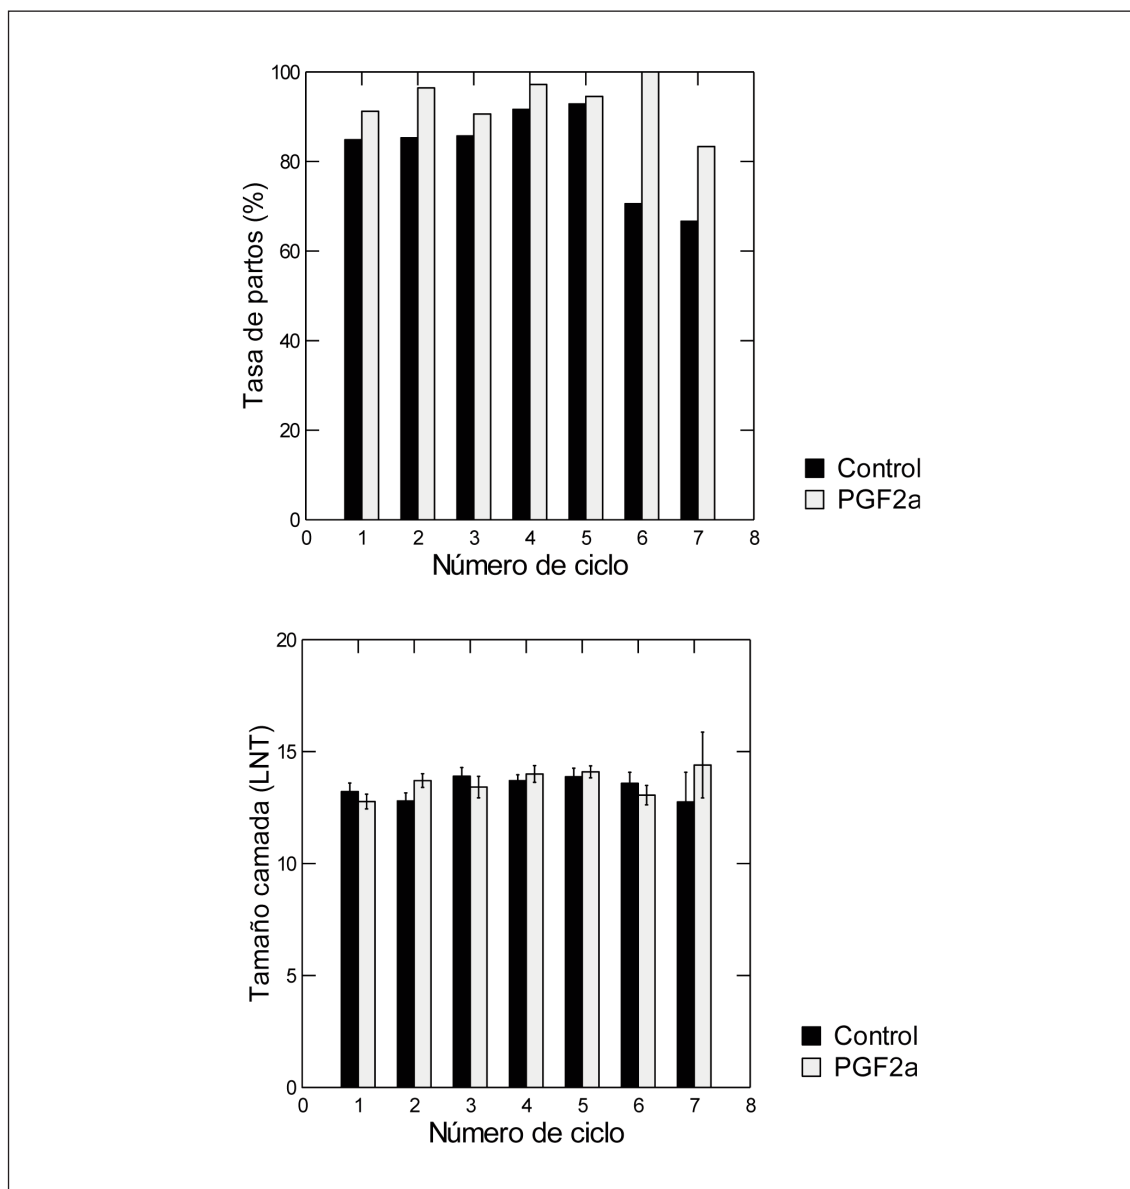 100
80
60
40
20
0
Tasa de partos (%)
0 1 2 3 4 5 6 7 8
Número de ciclo
Control
PGF2a
20
15
10
5
0
Tamaño camada (LNT)
0 1 2 3 4 5 6 7 8
Número de ciclo
Control
PGF2a